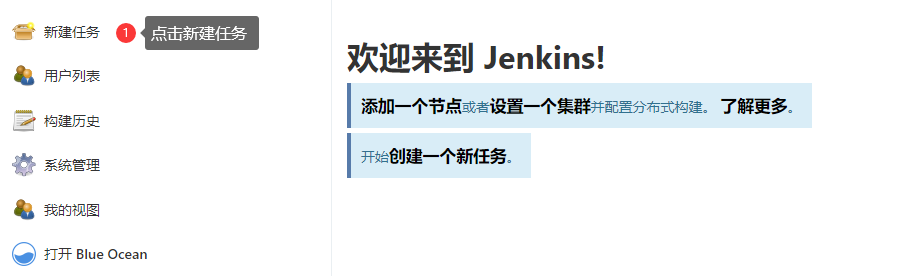 新建任务
1 点击新建任务
用户列表
构建历史
系统管理
我的视图
打开 Blue Ocean
欢迎来到 Jenkins!
添加一个节点或者设置一个集群并配置分布式构建。 了解更多。
开始创建一个新任务。